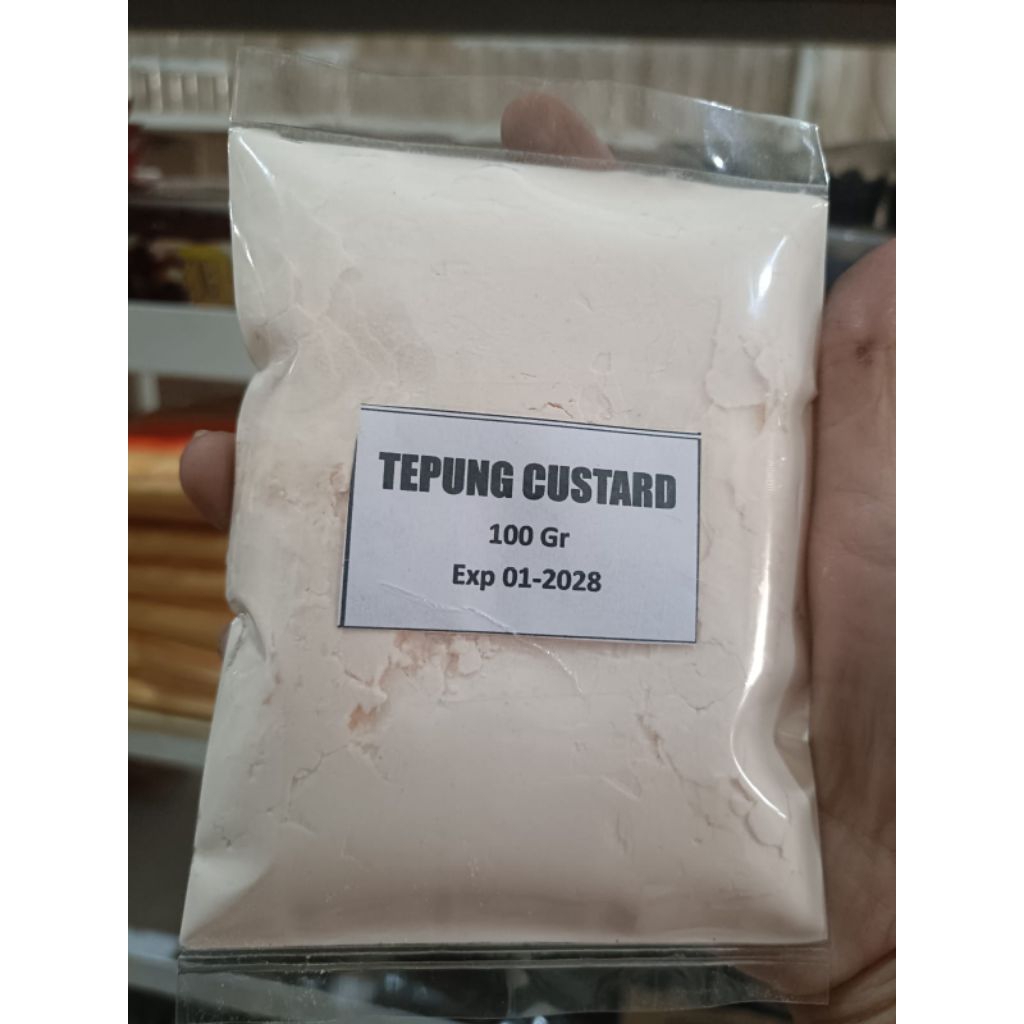 TEPUNG CUSTARD
100 Gr
Exp 01-2028